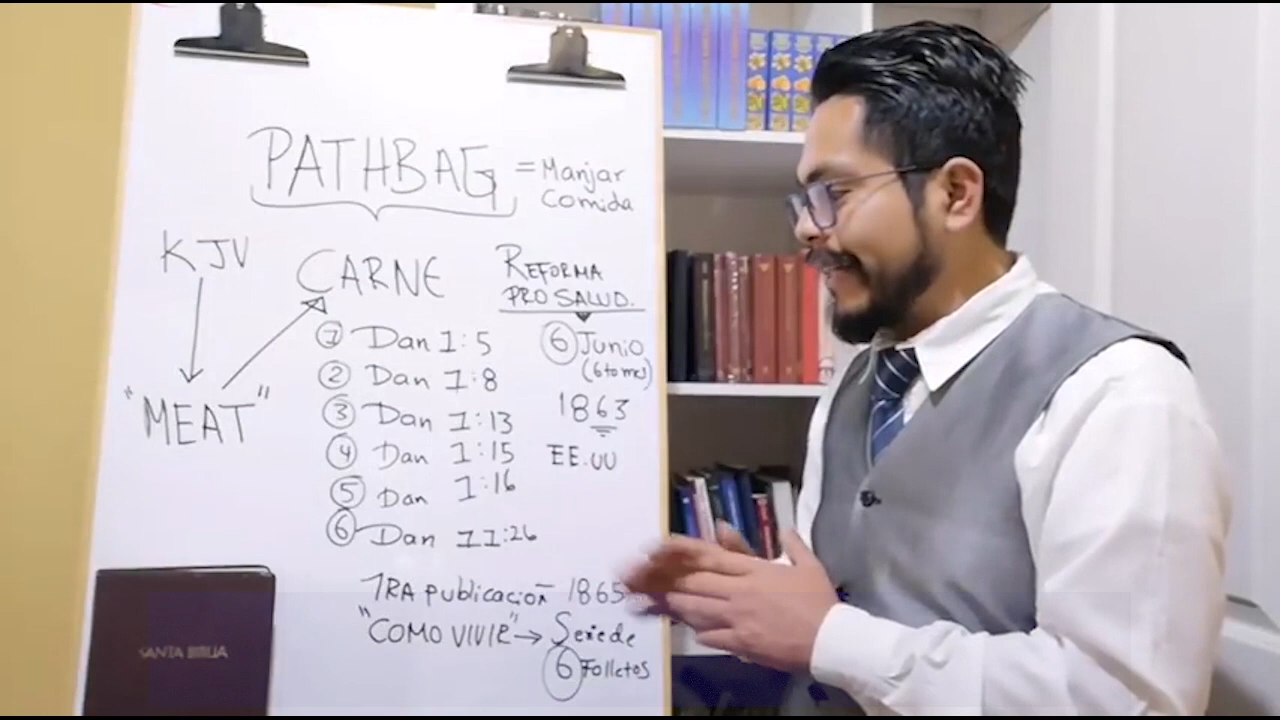 PATHBAG = Manjar
Comida
KJV
CARNE
REFORMA
PRO SALUD.
① Dan 1:5
② Dan 1:8
③ Dan 1:13
④ Dan 1:15
⑤ Dan 1:16
⑥ Dan 11:26
"MEAT"
⑥ Junio
(6 tomos)
1863
EE.UU
1RA publicación 1865
"COMO VIVIR" → Serie de
⑥ Folletos
SANTA BIBLIA